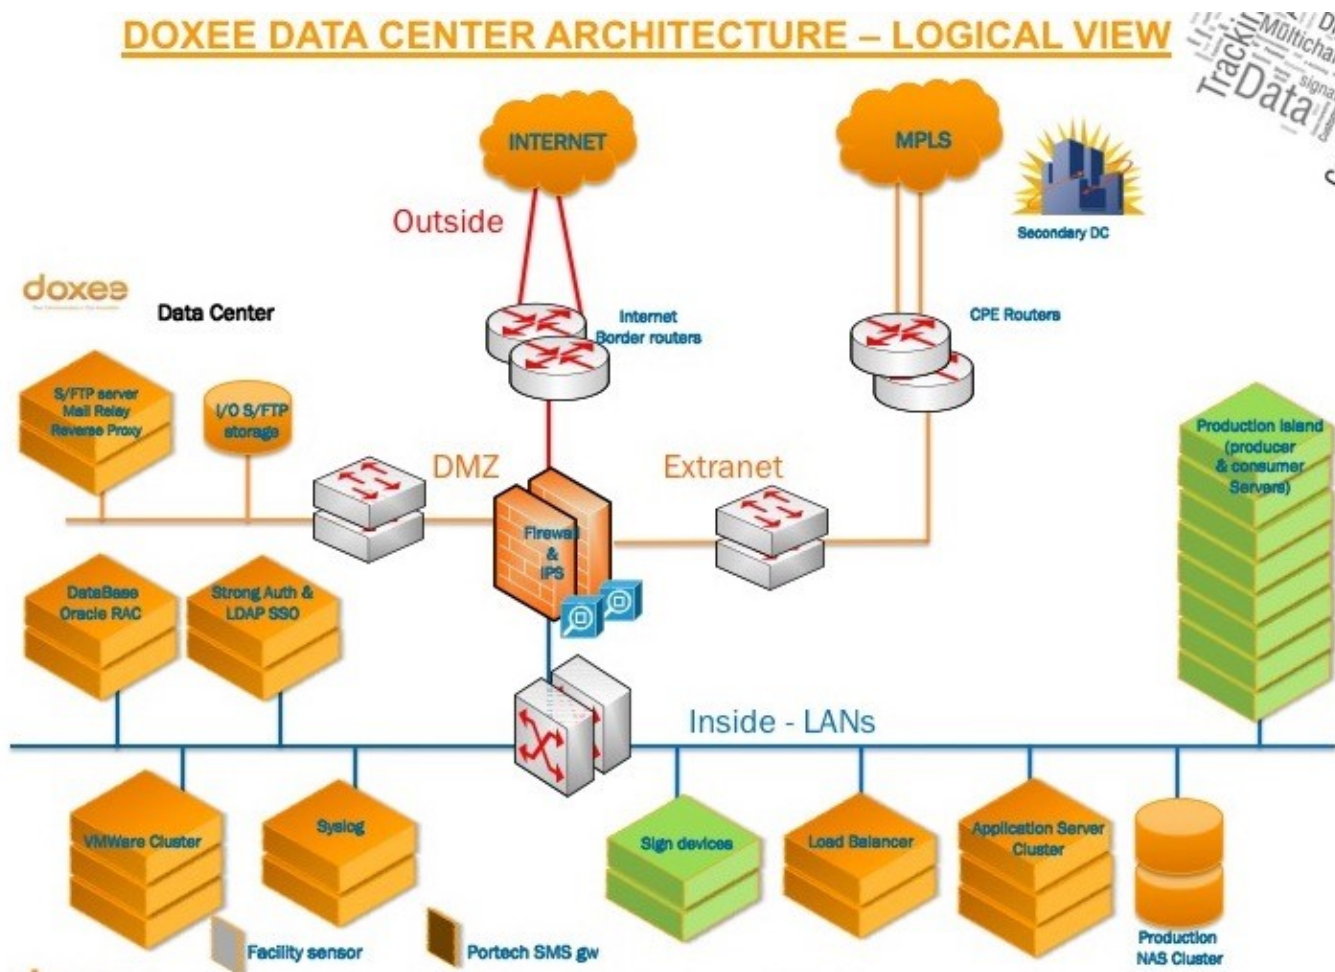 DOXEE DATA CENTER ARCHITECTURE – LOGICAL VIEW
Multichan
Data
signa
INTERNET
MPLS
Outside
Secondary DC
doxee
Data Center
Internet
Border routers
CPE Routers
S/FTP server
Mail Relay
Reverse Proxy
I/O S/FTP
storage
DMZ
Extranet
Production Island
(producer
& consumer
Servers)
Firewall
&
IPS
DataBase
Oracle RAC
Strong Auth &
LDAP SSO
Inside - LANs
VMWare Cluster
Syslog
Sign devices
Load Balancer
Application Server
Cluster
Facility sensor
Portech SMS gw
Production
NAS Cluster